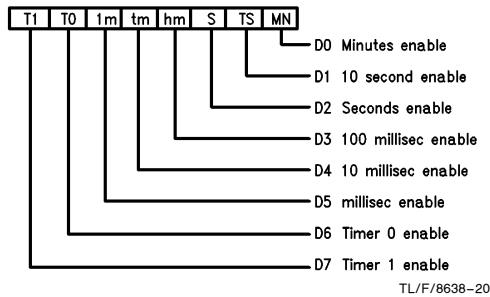 T1 T0 1m tm hm S TS MN
D0 Minutes enable
D1 10 second enable
D2 Seconds enable
D3 100 millisec enable
D4 10 millisec enable
D5 millisec enable
D6 Timer 0 enable
D7 Timer 1 enable
TL/F/8638-20